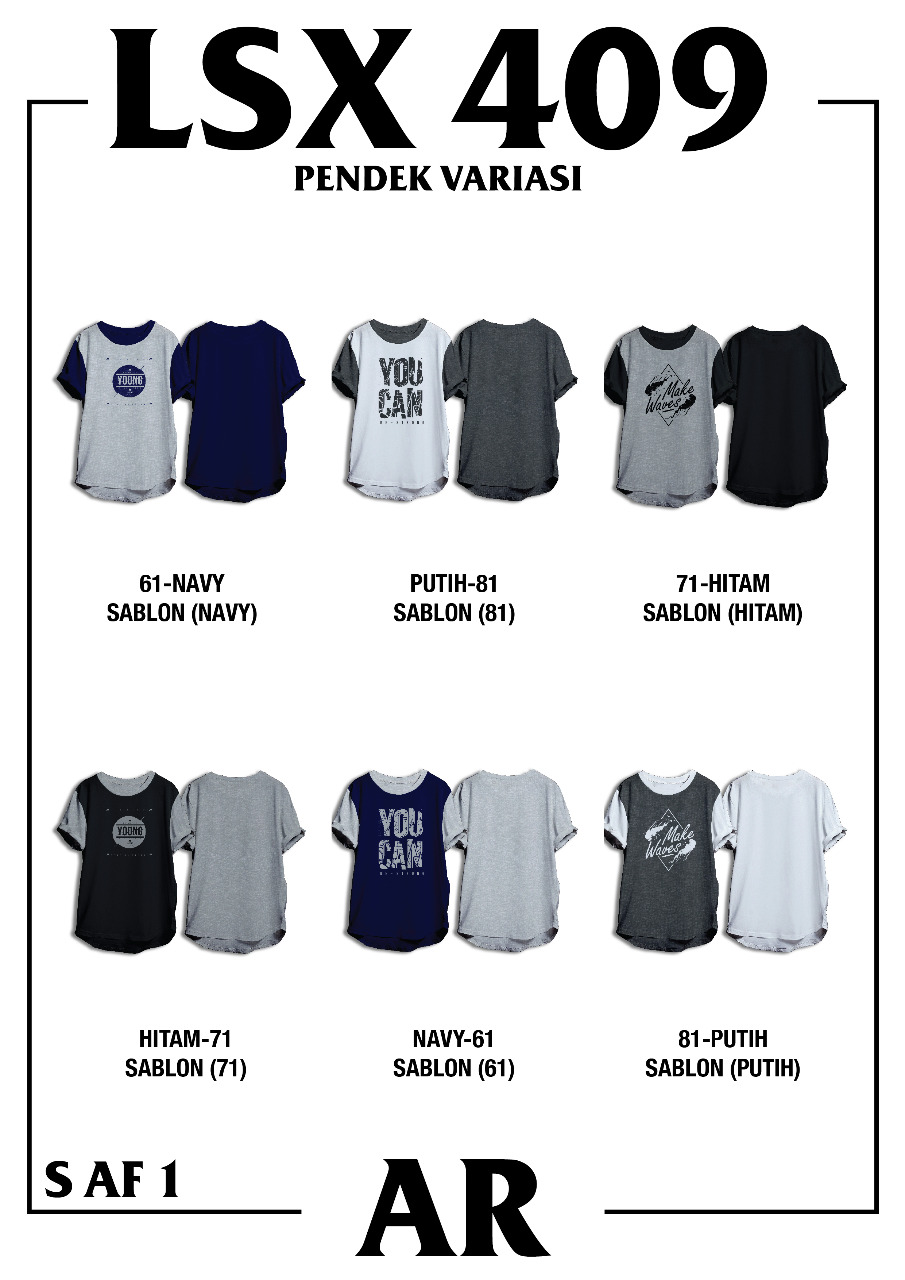 LSX 409
PENDEK VARIASI
YOUNG
YOU
CAN
Make
Waves
61-NAVY
SABLON (NAVY)
PUTIH-81
SABLON (81)
71-HITAM
SABLON (HITAM)
YOUNG
YOU
CAN
Make
Waves
HITAM-71
SABLON (71)
NAVY-61
SABLON (61)
81-PUTIH
SABLON (PUTIH)
S AF 1
AR